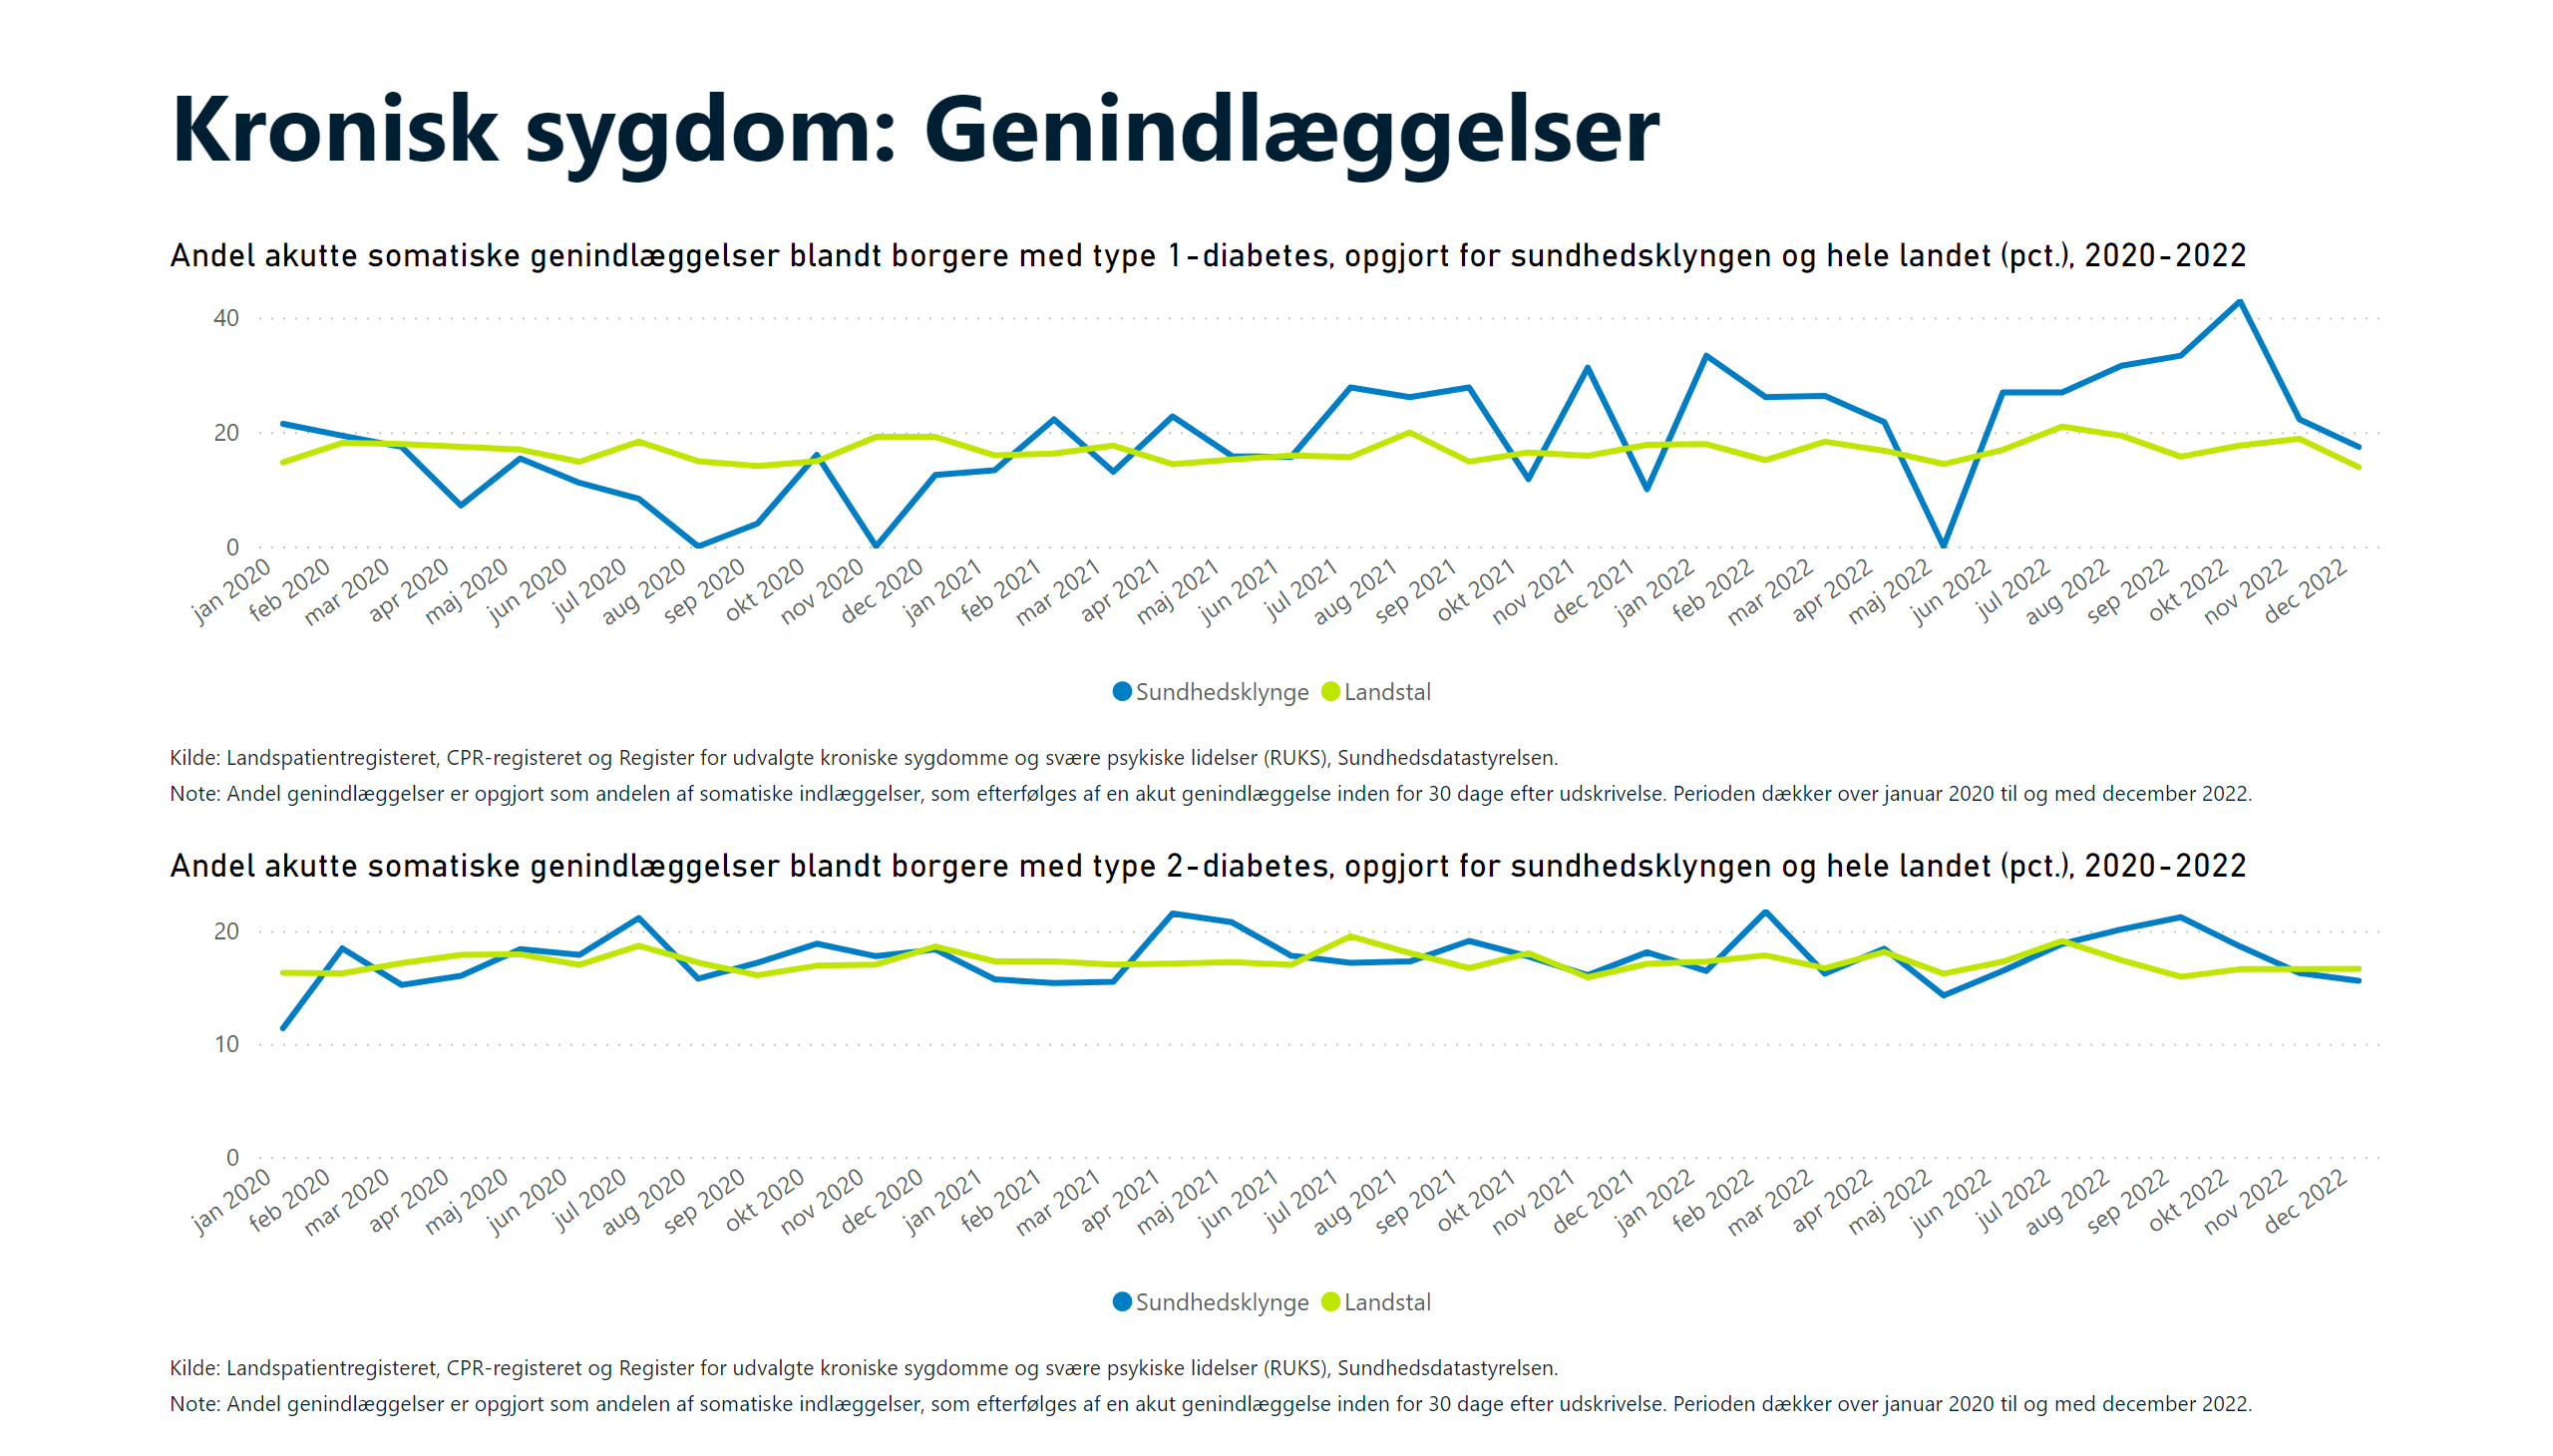 Kronisk sygdom: Genindlæggelser
Andel akutte somatiske genindlæggelser blandt borgere med type 1-diabetes, opgjort for sundhedsklyngen og hele landet (pct.), 2020-2022
40
20
0
jan 2020 feb 2020 mar 2020 apr 2020 maj 2020 jun 2020 jul 2020 aug 2020 sep 2020 okt 2020 nov 2020 dec 2020 jan 2021 feb 2021 mar 2021 apr 2021 maj 2021 jun 2021 jul 2021 aug 2021 sep 2021 okt 2021 nov 2021 dec 2021 jan 2022 feb 2022 mar 2022 apr 2022 maj 2022 jun 2022 jul 2022 aug 2022 sep 2022 okt 2022 nov 2022 dec 2022
Sundhedsklynge Landstal
Kilde: Landspatientregisteret, CPR-registeret og Register for udvalgte kroniske sygdomme og svære psykiske lidelser (RUKS), Sundhedsdatastyrelsen.
Note: Andel genindlæggelser er opgjort som andelen af somatiske indlæggelser, som efterfølges af en akut genindlæggelse inden for 30 dage efter udskrivelse. Perioden dækker over januar 2020 til og med december 2022.
Andel akutte somatiske genindlæggelser blandt borgere med type 2-diabetes, opgjort for sundhedsklyngen og hele landet (pct.), 2020-2022
20
10
0
jan 2020 feb 2020 mar 2020 apr 2020 maj 2020 jun 2020 jul 2020 aug 2020 sep 2020 okt 2020 nov 2020 dec 2020 jan 2021 feb 2021 mar 2021 apr 2021 maj 2021 jun 2021 jul 2021 aug 2021 sep 2021 okt 2021 nov 2021 dec 2021 jan 2022 feb 2022 mar 2022 apr 2022 maj 2022 jun 2022 jul 2022 aug 2022 sep 2022 okt 2022 nov 2022 dec 2022
Sundhedsklynge Landstal
Kilde: Landspatientregisteret, CPR-registeret og Register for udvalgte kroniske sygdomme og svære psykiske lidelser (RUKS), Sundhedsdatastyrelsen.
Note: Andel genindlæggelser er opgjort som andelen af somatiske indlæggelser, som efterfølges af en akut genindlæggelse inden for 30 dage efter udskrivelse. Perioden dækker over januar 2020 til og med december 2022.